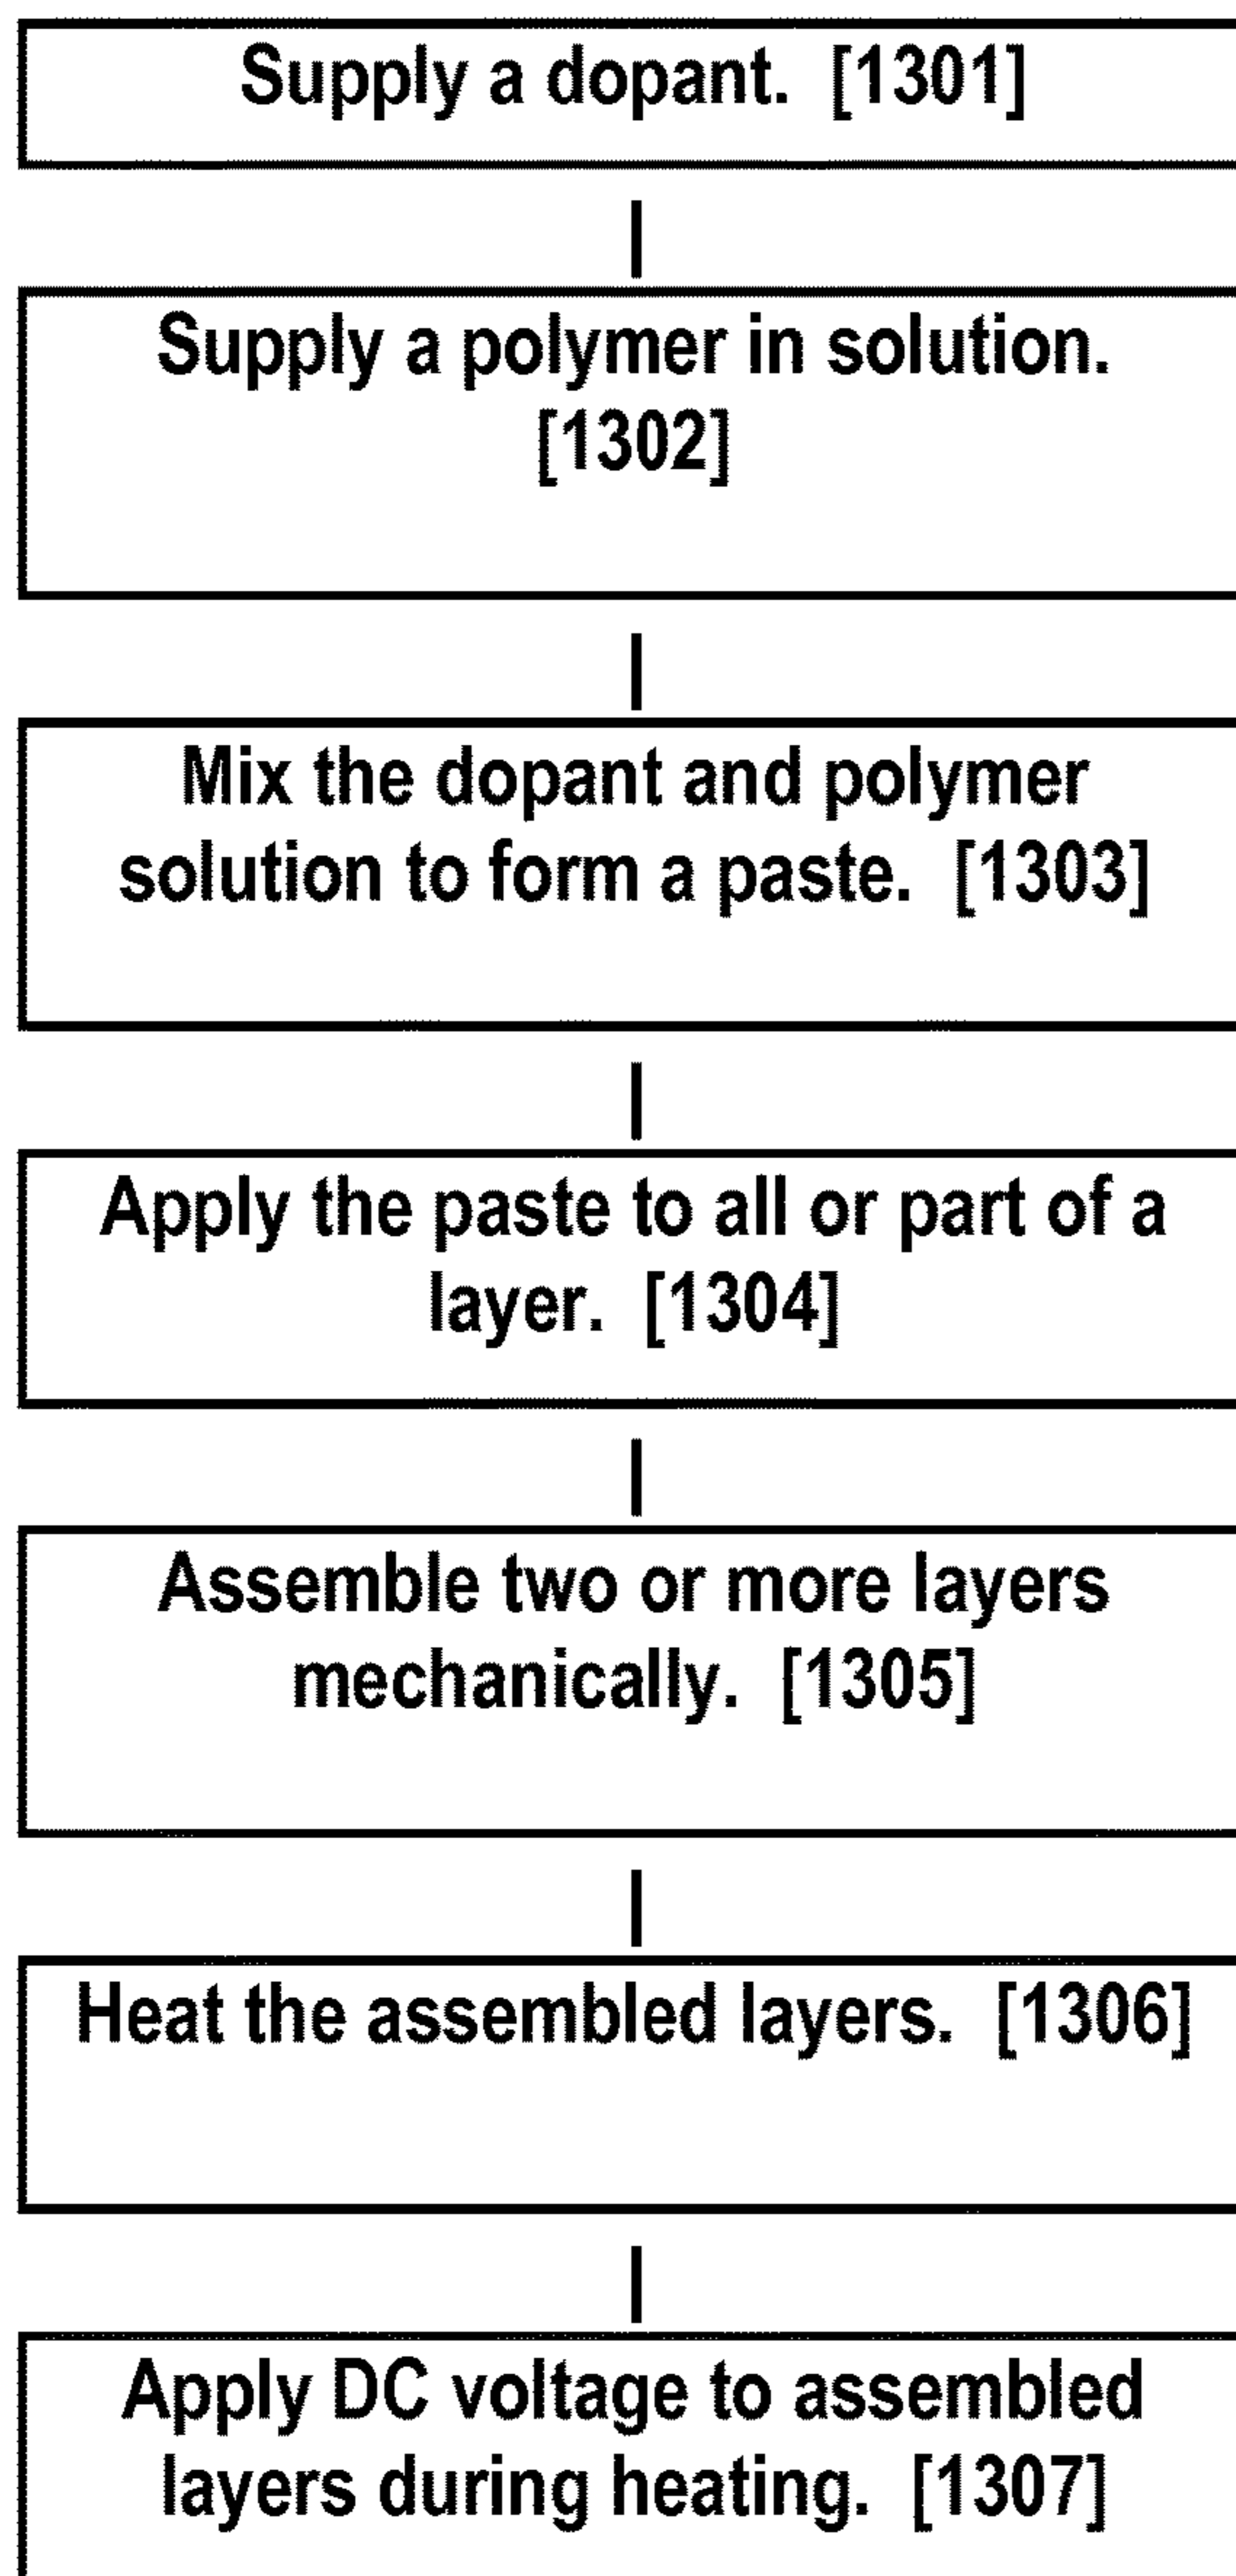 Supply a dopant. [1301]
Supply a polymer in solution.
[1302]
Mix the dopant and polymer
solution to form a paste. [1303]
Apply the paste to all or part of a
layer. [1304]
Assemble two or more layers
mechanically. [1305]
Heat the assembled layers. [1306]
Apply DC voltage to assembled
layers during heating. [1307]